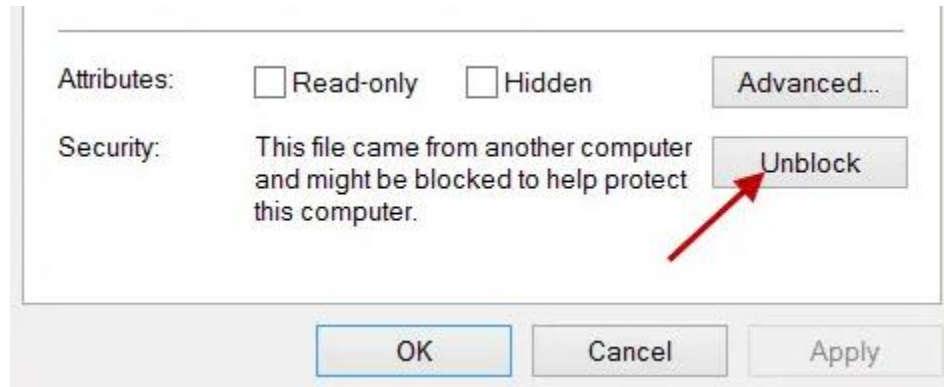 Attributes: Read-only Hidden Advanced...
Security: This file came from another computer Unblock
and might be blocked to help protect
this computer.
OK Cancel Apply